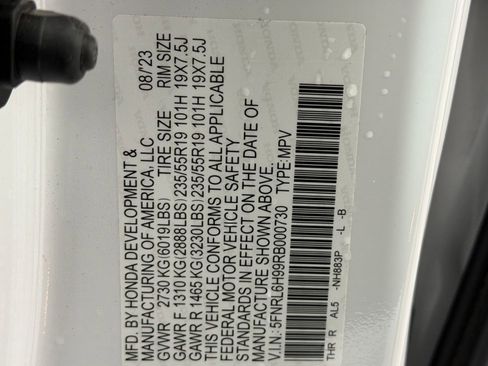 MFD. BY HONDA DEVELOPMENT &
MANUFACTURING OF AMERICA, LLC 08/'23
GVWR 2730 KG(6019LBS) TIRE SIZE RIM SIZE
GAWR F 1310 KG(2888LBS)235/55R19 101H 19X7.5J
GAWR R 1465 KG(3230LBS)235/55R19 101H 19X7.5J
THIS VEHICLE CONFORMS TO ALL APPLICABLE
FEDERAL MOTOR VEHICLE SAFETY
STANDARDS IN EFFECT ON THE DATE OF
MANUFACTURE SHOWN ABOVE.
V.I.N.: 5FNRL6H99RB000730 TYPE:MPV
THR R AL5 -NH883P -L -B